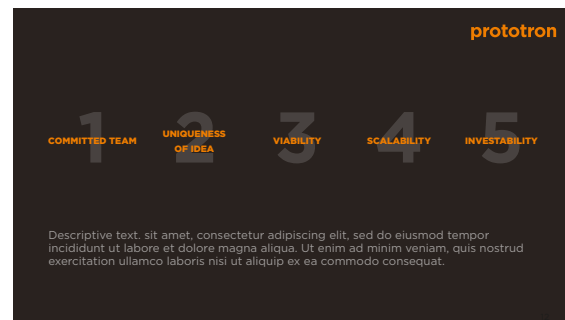 prototron
1 2 3 4 5
COMMITTED TEAM
UNIQUENESS
OF IDEA
VIABILITY
SCALABILITY
INVESTABILITY
Descriptive text. sit amet, consectetur adipiscing elit, sed do eiusmod tempor
incididunt ut labore et dolore magna aliqua. Ut enim ad minim veniam, quis nostrud
exercitation ullamco laboris nisi ut aliquip ex ea commodo consequat.